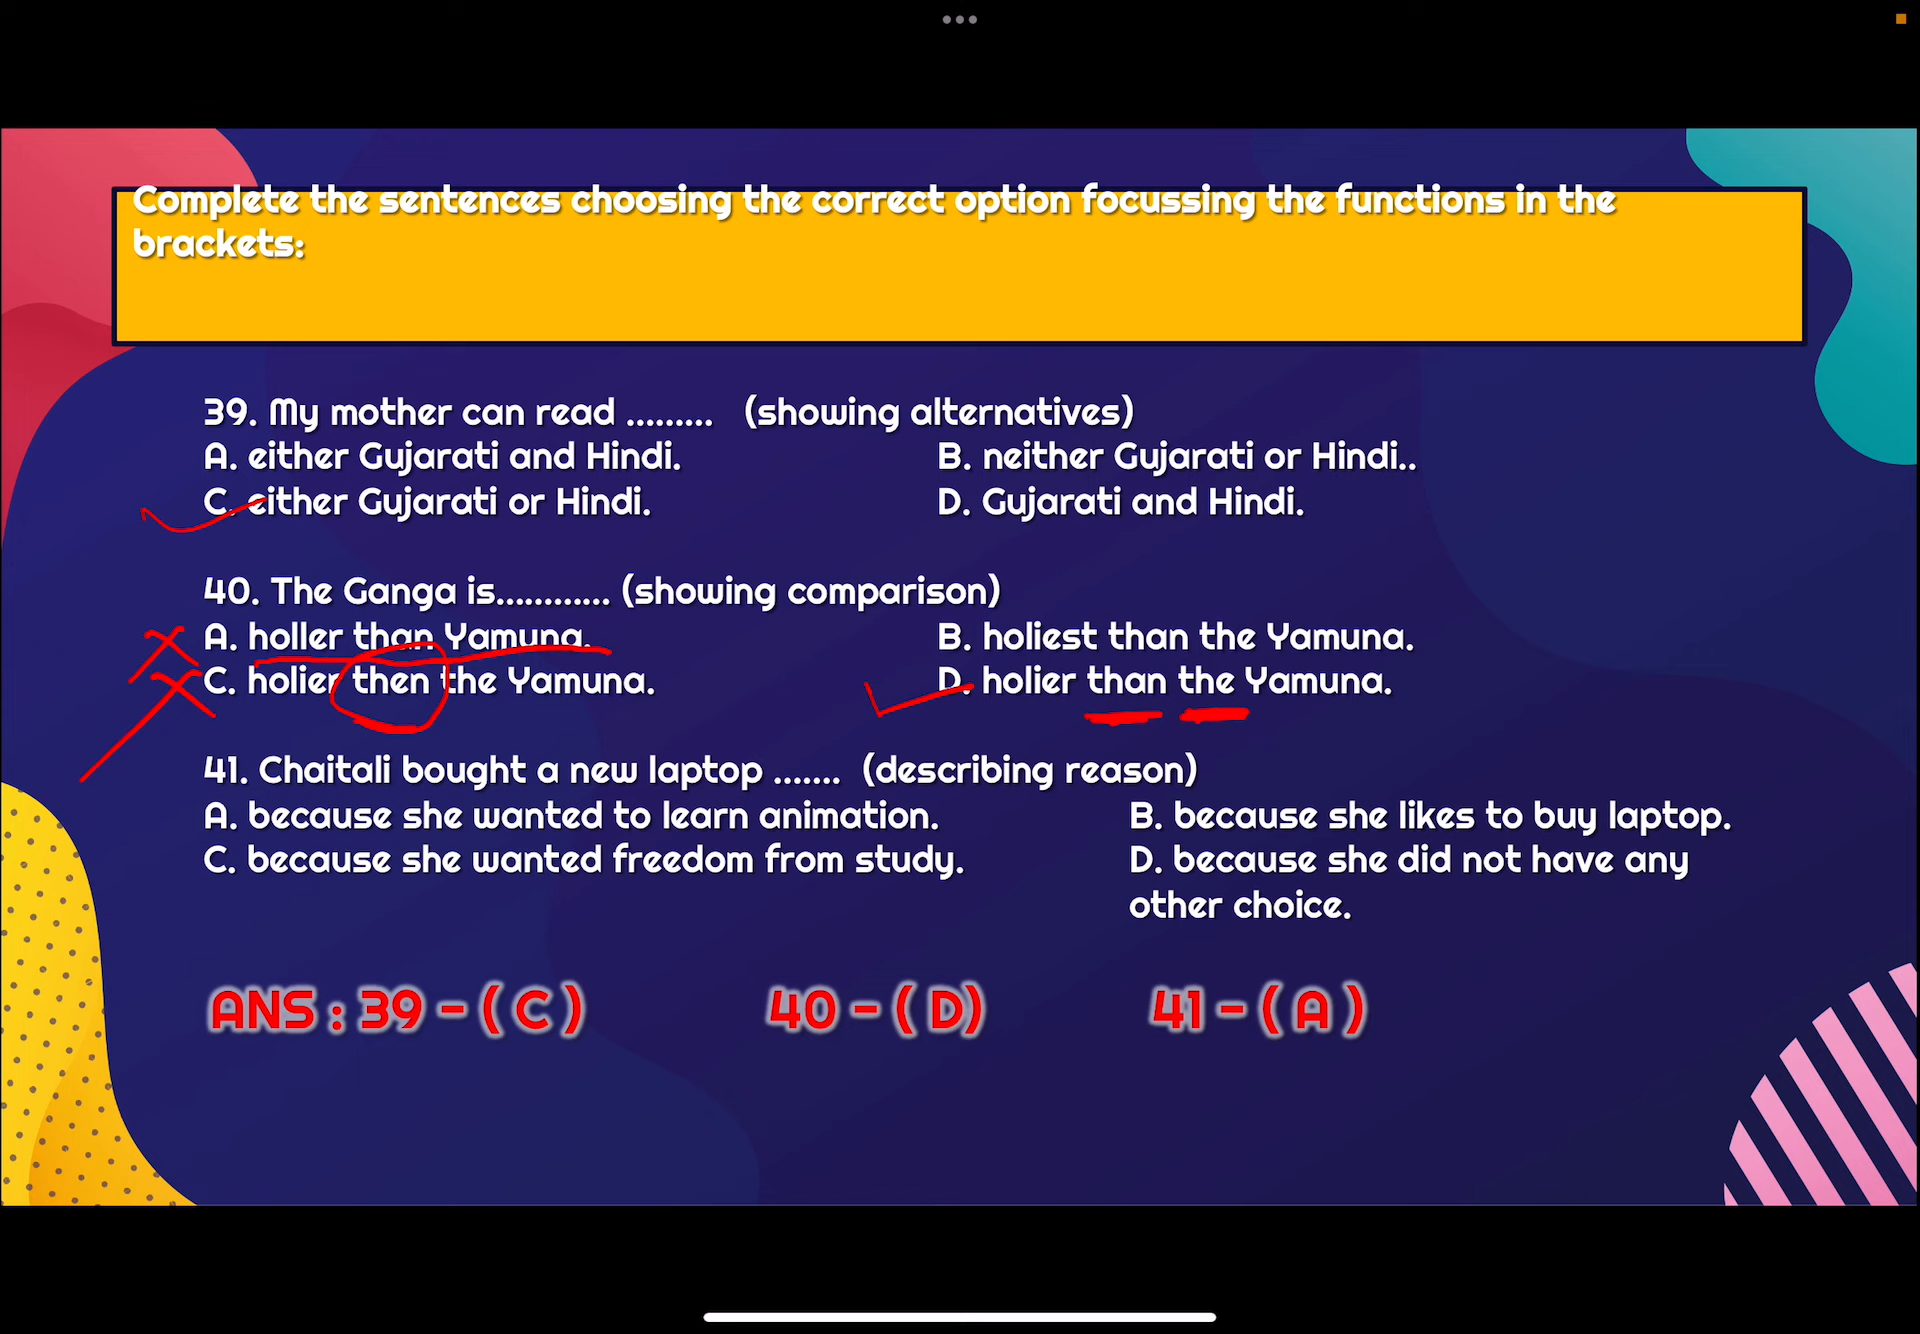 Complete the sentences choosing the correct option focussing the functions in the
brackets:
39. My mother can read ......... (showing alternatives)
A. either Gujarati and Hindi. B. neither Gujarati or Hindi..
C. either Gujarati or Hindi. D. Gujarati and Hindi.
40. The Ganga is............ (showing comparison)
A. holler than Yamuna. B. holiest than the Yamuna.
C. holier then the Yamuna. D. holier than the Yamuna.
41. Chaitali bought a new laptop ....... (describing reason)
A. because she wanted to learn animation. B. because she likes to buy laptop.
C. because she wanted freedom from study. D. because she did not have any
other choice.
ANS : 39 - ( C ) 40 - ( D) 41 - ( A )